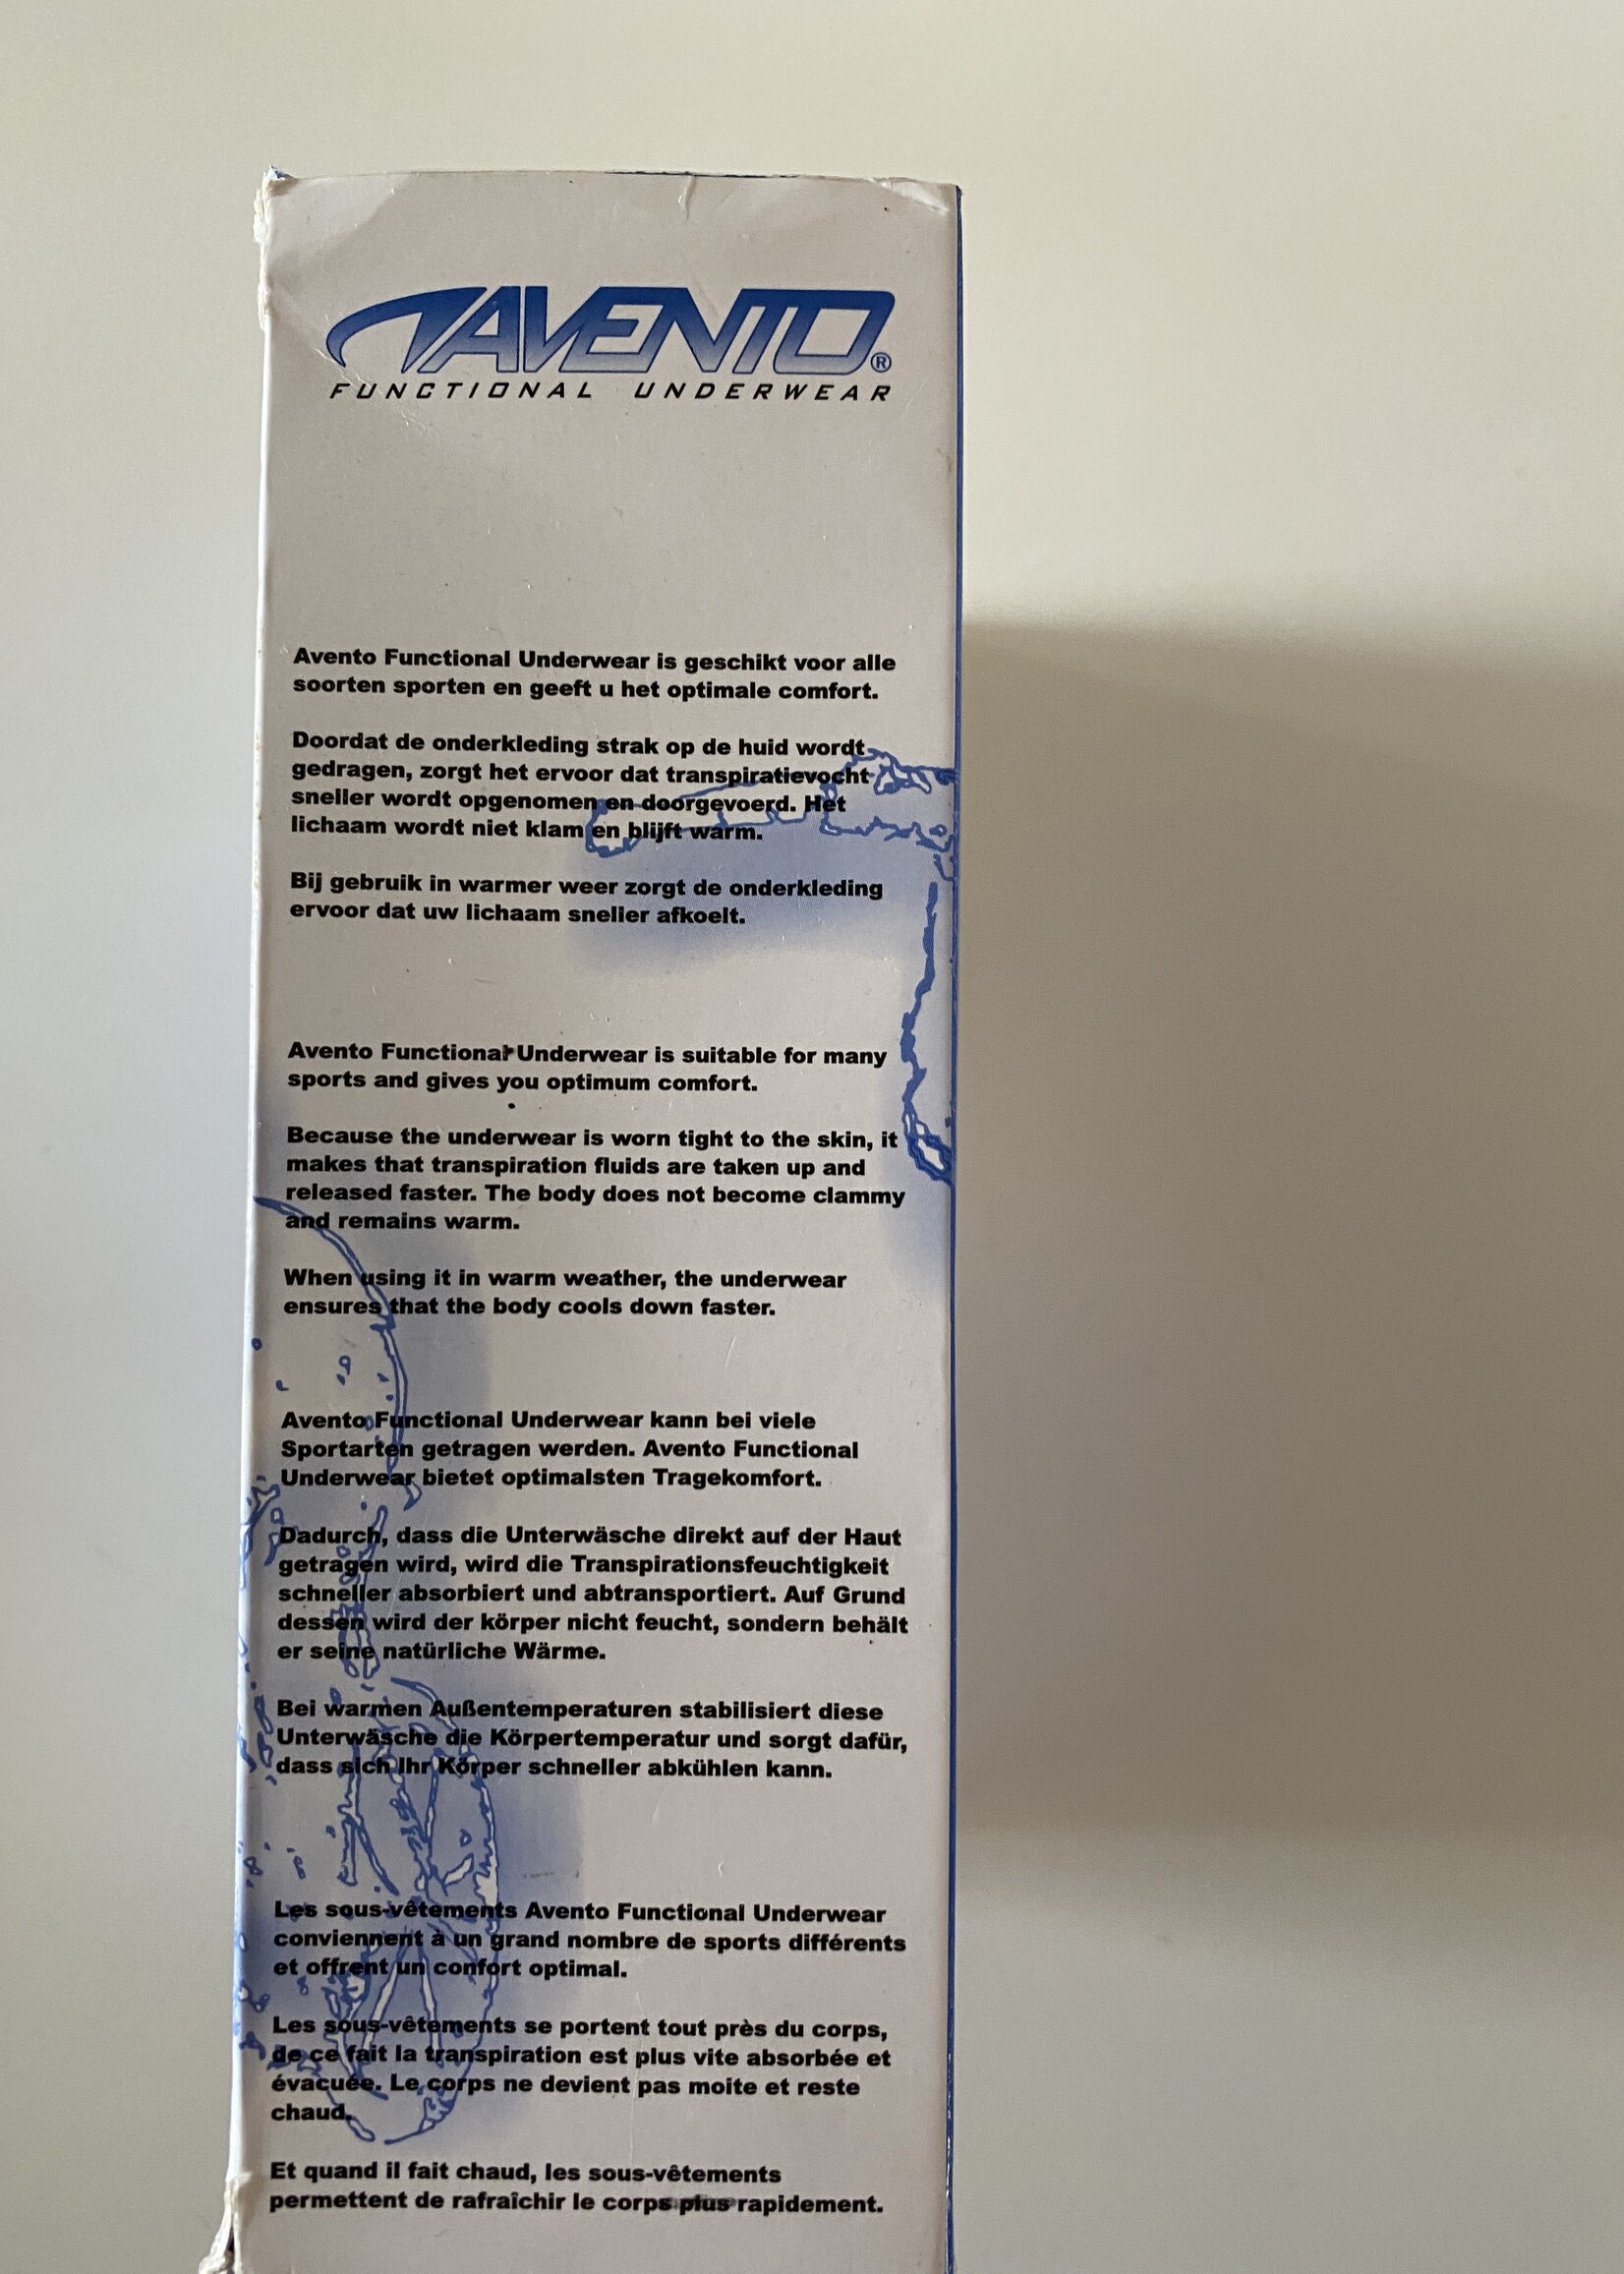 AVENTO®
FUNCTIONAL UNDERWEAR
Avento Functional Underwear is geschikt voor alle
soorten sporten en geeft u het optimale comfort.
Doordat de onderkleding strak op de huid wordt
gedragen, zorgt het ervoor dat transpiratievocht
sneller wordt opgenomen en doorgevoerd. Het
lichaam wordt niet klam en blijft warm.
Bij gebruik in warmer weer zorgt de onderkleding
ervoor dat uw lichaam sneller afkoelt.
Avento Functional Underwear is suitable for many
sports and gives you optimum comfort.
Because the underwear is worn tight to the skin, it
makes that transpiration fluids are taken up and
released faster. The body does not become clammy
and remains warm.
When using it in warm weather, the underwear
ensures that the body cools down faster.
Avento Functional Underwear kann bei viele
Sportarten getragen werden. Avento Functional
Underwear bietet optimalsten Tragekomfort.
Dadurch, dass die Unterwäsche direkt auf der Haut
getragen wird, wird die Transpirationsfeuchtigkeit
schneller absorbiert und abtransportiert. Auf Grund
dessen wird der körper nicht feucht, sondern behält
er seine natürliche Wärme.
Bei warmen Außentemperaturen stabilisiert diese
Unterwäsche die Körpertemperatur und sorgt dafür,
dass sich Ihr Körper schneller abkühlen kann.
Les sous-vêtements Avento Functional Underwear
conviennent à un grand nombre de sports différents
et offrent un confort optimal.
Les sous-vêtements se portent tout près du corps,
de ce fait la transpiration est plus vite absorbée et
évacuée. Le corps ne devient pas moite et reste
chaud.
Et quand il fait chaud, les sous-vêtements
permettent de rafraîchir le corps plus rapidement.